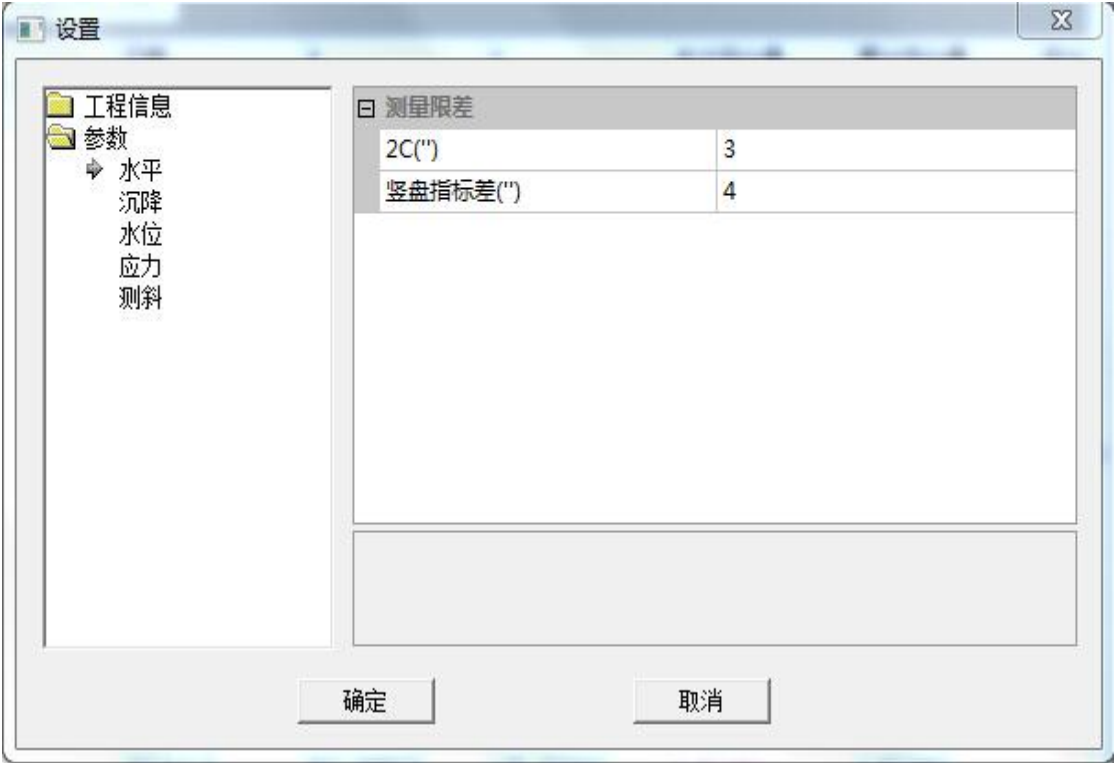 设置
工程信息
参数
水平
沉降
水位
应力
测斜
测量限差
2C(") 3
竖盘指标差(") 4
确定 取消